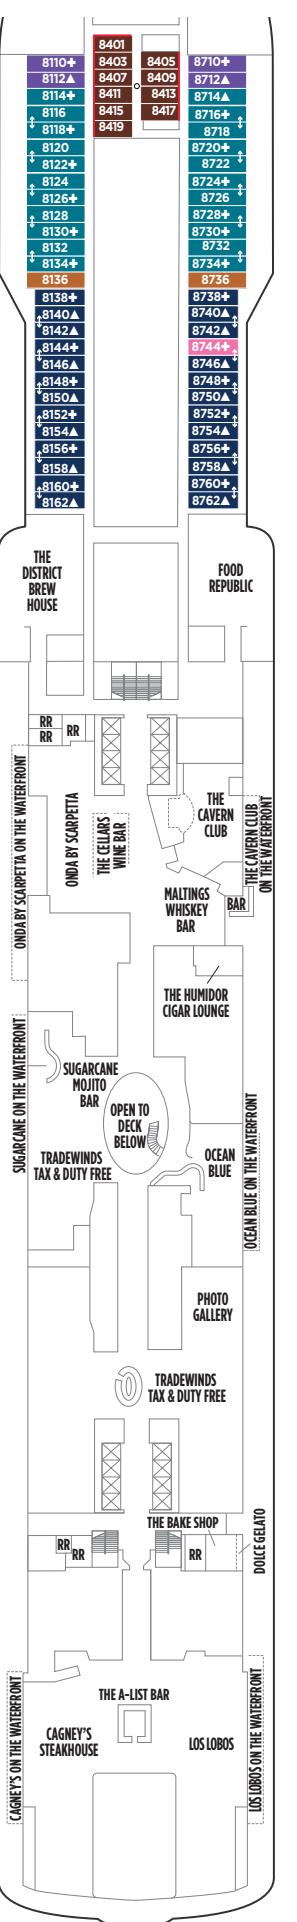 8401
8110✚ 8403 8405 8710✚
8112▲ 8407 8409 8712▲
8114✚ 8411 8413 8714▲
8116 8415 8417 8716✚
8118✚ 8419 8718
8120 8720✚
8122✚ 8722
8124 8724✚
8126✚ 8726
8128 8728✚
8130✚ 8730✚
8132 8732
8134✚ 8734✚
8136 8736
8138✚ 8738✚
8140▲ 8740▲
8142▲ 8742▲
8144✚ 8744✚
8146▲ 8746▲
8148✚ 8748✚
8150▲ 8750▲
8152✚ 8752✚
8154▲ 8754▲
8156✚ 8756✚
8158▲ 8758▲
8160✚ 8760✚
8162▲ 8762▲
THE
DISTRICT
BREW
HOUSE
FOOD
REPUBLIC
RR
RR
RR
ONDA BY SCARPETTA ON THE WATERFRONT
ONDA BY SCARPETTA
THE CELLARS
WINE BAR
THE
CAVERN
CLUB
THE CAVERN CLUB
ON THE WATERFRONT
MALTINGS
WHISKEY
BAR
BAR
THE HUMIDOR
CIGAR LOUNGE
SUGARCANE ON THE WATERFRONT
SUGARCANE
MOJITO
BAR
OPEN TO
DECK
BELOW
TRADEWINDS
TAX & DUTY FREE
OCEAN
BLUE
OCEAN BLUE ON THE WATERFRONT
PHOTO
GALLERY
TRADEWINDS
TAX & DUTY FREE
THE BAKE SHOP
DOLCE GELATO
RR
RR
RR
THE A-LIST BAR
CAGNEY'S ON THE WATERFRONT
CAGNEY'S
STEAKHOUSE
LOS LOBOS
LOS LOBOS ON THE WATERFRONT